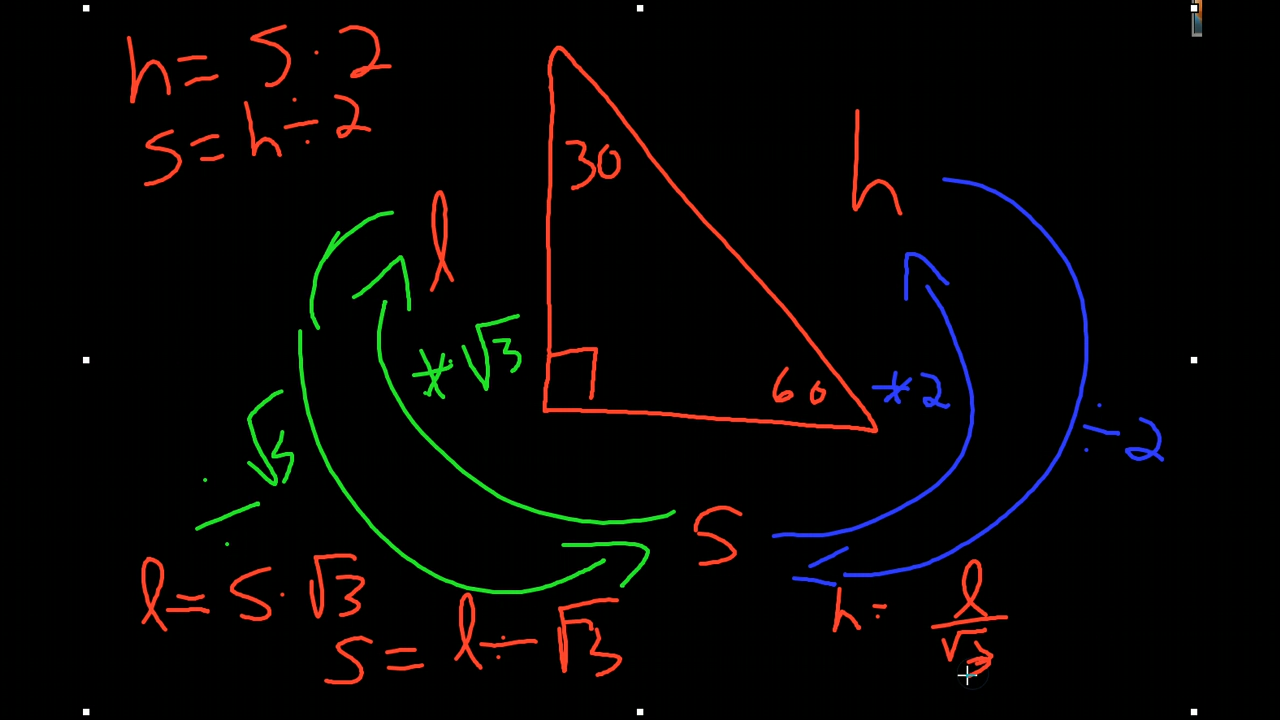 h = s · 2
s = h ÷ 2
30
h
l
* · √3
60
* 2
÷ 2
÷ √3
s
l = s · √3
s = l ÷ √3
h = l / √3